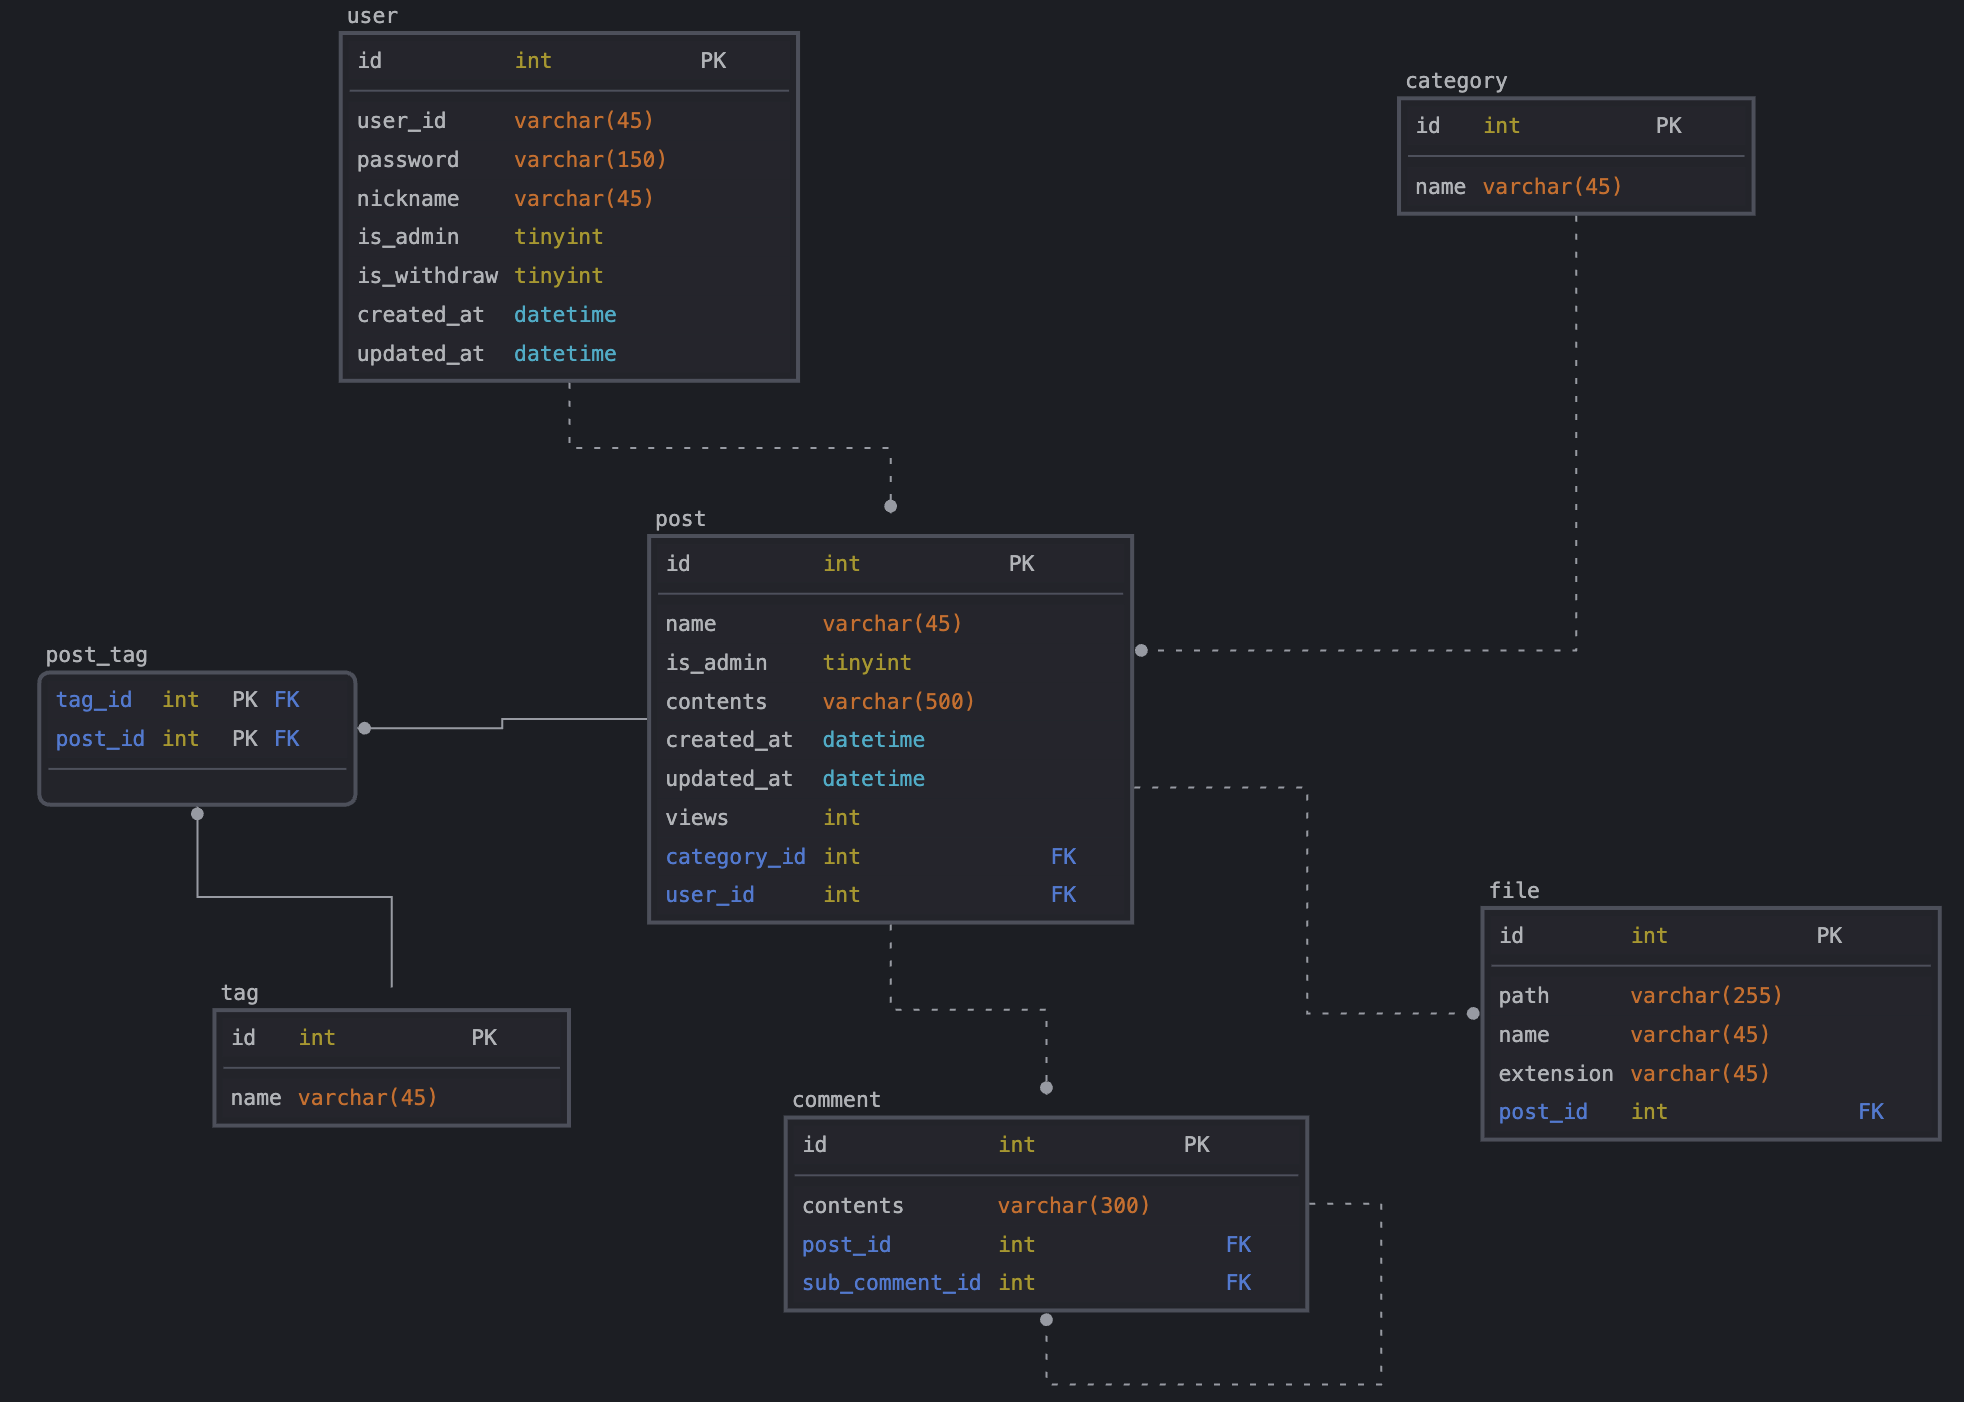 user
id int PK
user_id varchar(45)
password varchar(150)
nickname varchar(45)
is_admin tinyint
is_withdraw tinyint
created_at datetime
updated_at datetime
category
id int PK
name varchar(45)
post
id int PK
name varchar(45)
is_admin tinyint
contents varchar(500)
created_at datetime
updated_at datetime
views int
category_id int FK
user_id int FK
post_tag
tag_id int PK FK
post_id int PK FK
tag
id int PK
name varchar(45)
file
id int PK
path varchar(255)
name varchar(45)
extension varchar(45)
post_id int FK
comment
id int PK
contents varchar(300)
post_id int FK
sub_comment_id int FK